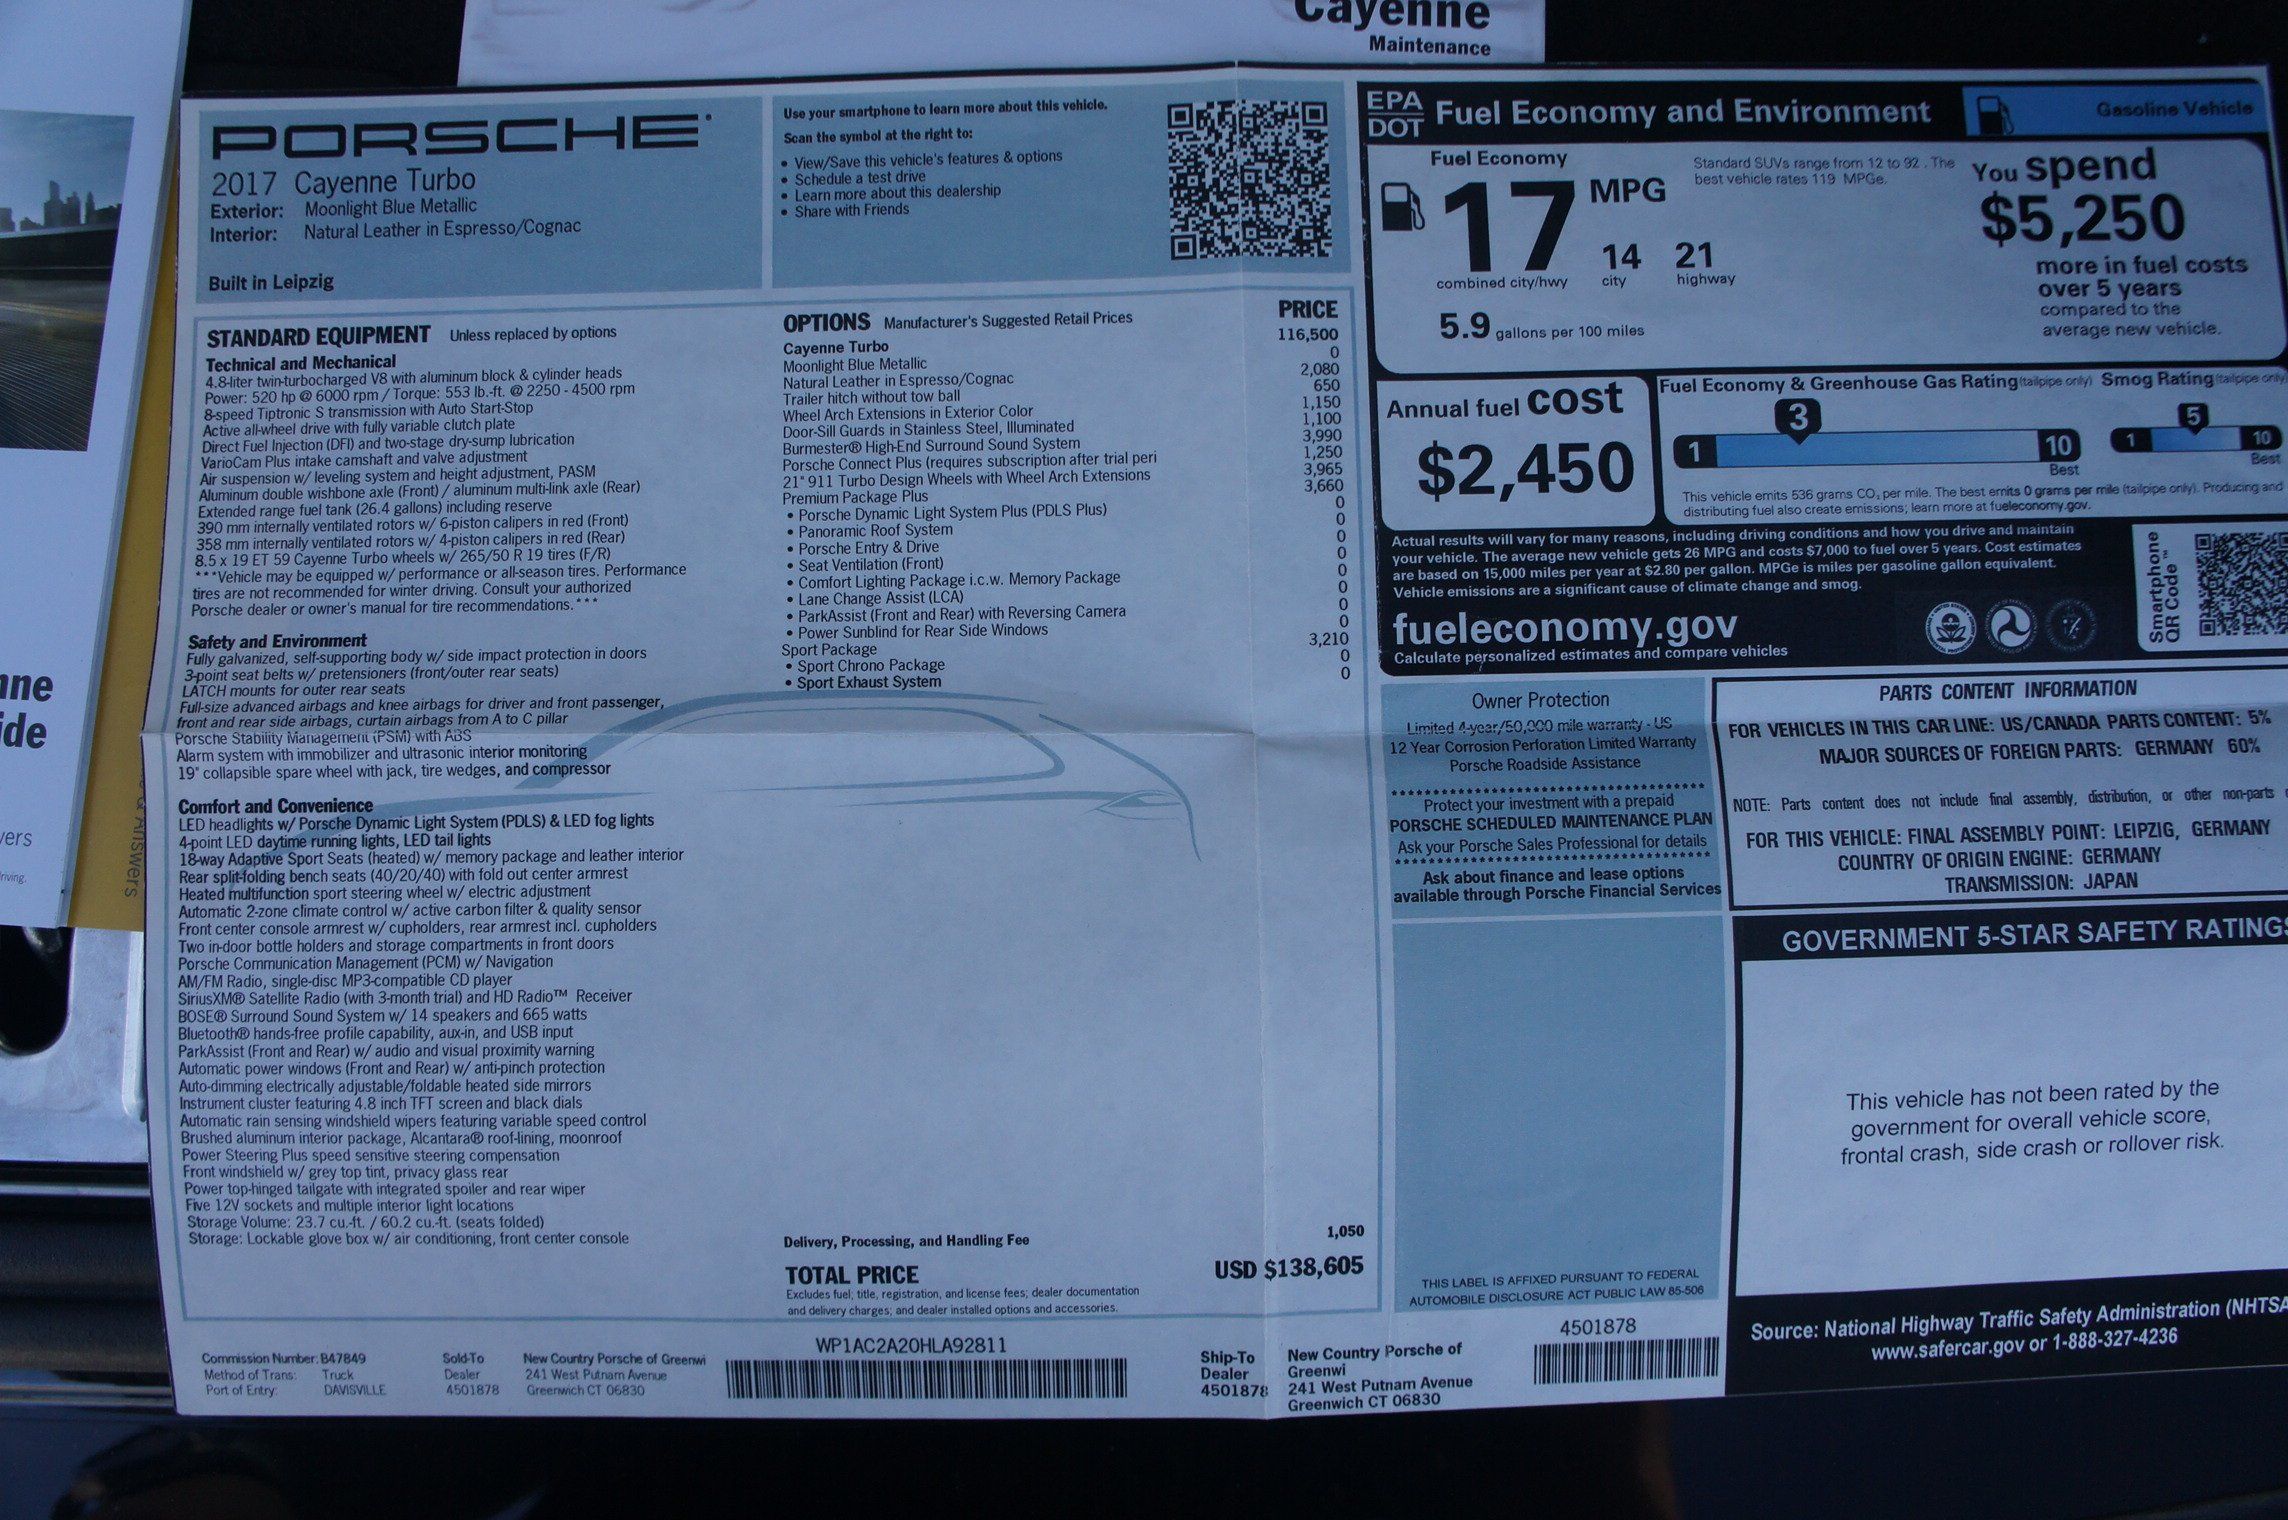 Cayenne
Maintenance
PORSCHE
2017 Cayenne Turbo
Exterior: Moonlight Blue Metallic
Interior: Natural Leather in Espresso/Cognac
Built in Leipzig
Use your smartphone to learn more about this vehicle.
Scan the symbol at the right to:
• View/Save this vehicle's features & options
• Schedule a test drive
• Learn more about this dealership
• Share with Friends
STANDARD EQUIPMENT Unless replaced by options
Technical and Mechanical
4.8-liter twin-turbocharged V8 with aluminum block & cylinder heads
Power: 520 hp @ 6000 rpm / Torque: 553 lb.-ft. @ 2250 - 4500 rpm
8-speed Tiptronic S transmission with Auto Start-Stop
Active all-wheel drive with fully variable clutch plate
Direct Fuel Injection (DFI) and two-stage dry-sump lubrication
VarioCam Plus intake camshaft and valve adjustment
Air suspension w/ leveling system and height adjustment, PASM
Aluminum double wishbone axle (Front) / aluminum multi-link axle (Rear)
Extended range fuel tank (26.4 gallons) including reserve
390 mm internally ventilated rotors w/ 6-piston calipers in red (Front)
358 mm internally ventilated rotors w/ 4-piston calipers in red (Rear)
8.5 x 19 ET 59 Cayenne Turbo wheels w/ 265/50 R 19 tires (F/R)
***Vehicle may be equipped w/ performance or all-season tires. Performance
tires are not recommended for winter driving. Consult your authorized
Porsche dealer or owner's manual for tire recommendations.***
Safety and Environment
Fully galvanized, self-supporting body w/ side impact protection in doors
3-point seat belts w/ pretensioners (front/outer rear seats)
LATCH mounts for outer rear seats
Full-size advanced airbags and knee airbags for driver and front passenger,
front and rear side airbags, curtain airbags from A to C pillar
Porsche Stability Management (PSM) with ABS
Alarm system with immobilizer and ultrasonic interior monitoring
19" collapsible spare wheel with jack, tire wedges, and compressor
Comfort and Convenience
LED headlights w/ Porsche Dynamic Light System (PDLS) & LED fog lights
4-point LED daytime running lights, LED tail lights
18-way Adaptive Sport Seats (heated) w/ memory package and leather interior
Rear split-folding bench seats (40/20/40) with fold out center armrest
Heated multifunction sport steering wheel w/ electric adjustment
Automatic 2-zone climate control w/ active carbon filter & quality sensor
Front center console armrest w/ cupholders, rear armrest incl. cupholders
Two in-door bottle holders and storage compartments in front doors
Porsche Communication Management (PCM) w/ Navigation
AM/FM Radio, single-disc MP3-compatible CD player
SiriusXM® Satellite Radio (with 3-month trial) and HD Radio™ Receiver
BOSE® Surround Sound System w/ 14 speakers and 665 watts
Bluetooth® hands-free profile capability, aux-in, and USB input
ParkAssist (Front and Rear) w/ audio and visual proximity warning
Automatic power windows (Front and Rear) w/ anti-pinch protection
Auto-dimming electrically adjustable/foldable heated side mirrors
Instrument cluster featuring 4.8 inch TFT screen and black dials
Automatic rain sensing windshield wipers featuring variable speed control
Brushed aluminum interior package, Alcantara® roof-lining, moonroof
Power Steering Plus speed sensitive steering compensation
Front windshield w/ grey top tint, privacy glass rear
Power top-hinged tailgate with integrated spoiler and rear wiper
Five 12V sockets and multiple interior light locations
Storage Volume: 23.7 cu.-ft. / 60.2 cu.-ft. (seats folded)
Storage: Lockable glove box w/ air conditioning, front center console
OPTIONS Manufacturer's Suggested Retail Prices PRICE
Cayenne Turbo 116,500
Moonlight Blue Metallic 0
Natural Leather in Espresso/Cognac 2,080
Trailer hitch without tow ball 650
Wheel Arch Extensions in Exterior Color 1,150
Door-Sill Guards in Stainless Steel, Illuminated 1,100
Burmester® High-End Surround Sound System 3,990
Porsche Connect Plus (requires subscription after trial peri 1,250
21" 911 Turbo Design Wheels with Wheel Arch Extensions 3,965
Premium Package Plus 3,660
• Porsche Dynamic Light System Plus (PDLS Plus) 0
• Panoramic Roof System 0
• Porsche Entry & Drive 0
• Seat Ventilation (Front) 0
• Comfort Lighting Package i.c.w. Memory Package 0
• Lane Change Assist (LCA) 0
• ParkAssist (Front and Rear) with Reversing Camera 0
• Power Sunblind for Rear Side Windows 0
Sport Package 3,210
• Sport Chrono Package 0
• Sport Exhaust System 0
Delivery, Processing, and Handling Fee 1,050
TOTAL PRICE USD $138,605
Excludes fuel, title, registration, and license fees; dealer documentation
and delivery charges; and dealer installed options and accessories.
Commission Number: B47849
Method of Trans: Truck
Port of Entry: DAVISVILLE
Sold-To
Dealer
4501878
New Country Porsche of Greenwi
241 West Putnam Avenue
Greenwich CT 06830
WP1AC2A20HLA92811
Ship-To
Dealer
4501878
New Country Porsche of
Greenwi
241 West Putnam Avenue
Greenwich CT 06830
4501878
EPA
DOT
Fuel Economy and Environment
Gasoline Vehicle
Fuel Economy
17 MPG
combined city/hwy
14
city
21
highway
5.9 gallons per 100 miles
Standard SUVs range from 12 to 92 . The
best vehicle rates 119 MPGe.
You spend
$5,250
more in fuel costs
over 5 years
compared to the
average new vehicle.
Annual fuel cost
$2,450
Fuel Economy & Greenhouse Gas Rating (tailpipe only)
1
3
10
Best
Smog Rating (tailpipe only
1
5
10
Best
This vehicle emits 536 grams CO2 per mile. The best emits 0 grams per mile (tailpipe only). Producing and
distributing fuel also create emissions; learn more at fueleconomy.gov.
Actual results will vary for many reasons, including driving conditions and how you drive and maintain
your vehicle. The average new vehicle gets 26 MPG and costs $7,000 to fuel over 5 years. Cost estimates
are based on 15,000 miles per year at $2.80 per gallon. MPGe is miles per gasoline gallon equivalent.
Vehicle emissions are a significant cause of climate change and smog.
fueleconomy.gov
Calculate personalized estimates and compare vehicles
Smartphone
QR Code™
Owner Protection
Limited 4-year/50,000 mile warranty - US
12 Year Corrosion Perforation Limited Warranty
Porsche Roadside Assistance
Protect your investment with a prepaid
PORSCHE SCHEDULED MAINTENANCE PLAN
Ask your Porsche Sales Professional for details
Ask about finance and lease options
available through Porsche Financial Services
THIS LABEL IS AFFIXED PURSUANT TO FEDERAL
AUTOMOBILE DISCLOSURE ACT PUBLIC LAW 85-506
PARTS CONTENT INFORMATION
FOR VEHICLES IN THIS CAR LINE: US/CANADA PARTS CONTENT: 5%
MAJOR SOURCES OF FOREIGN PARTS: GERMANY 60%
NOTE: Parts content does not include final assembly, distribution, or other non-parts
FOR THIS VEHICLE: FINAL ASSEMBLY POINT: LEIPZIG, GERMANY
COUNTRY OF ORIGIN ENGINE: GERMANY
TRANSMISSION: JAPAN
GOVERNMENT 5-STAR SAFETY RATINGS
This vehicle has not been rated by the
government for overall vehicle score,
frontal crash, side crash or rollover risk.
Source: National Highway Traffic Safety Administration (NHTSA
www.safercar.gov or 1-888-327-4236
nne
ide
vers
riving.
Answers